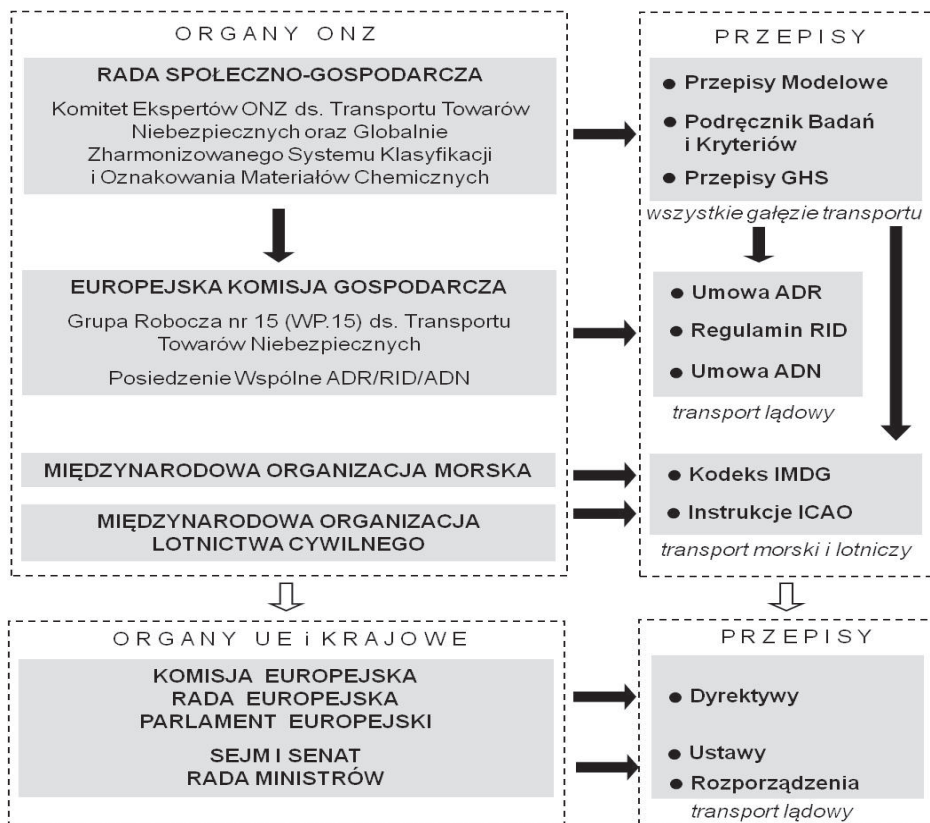 ORGANY ONZ
RADA SPOŁECZNO-GOSPODARCZA
Komitet Ekspertów ONZ ds. Transportu Towarów
Niebezpiecznych oraz Globalnie
Zharmonizowanego Systemu Klasyfikacji
i Oznakowania Materiałów Chemicznych
EUROPEJSKA KOMISJA GOSPODARCZA
Grupa Robocza nr 15 (WP.15) ds. Transportu
Towarów Niebezpiecznych
Posiedzenie Wspólne ADR/RID/ADN
MIĘDZYNARODOWA ORGANIZACJA MORSKA
MIĘDZYNARODOWA ORGANIZACJA
LOTNICTWA CYWILNEGO
PRZEPISY
● Przepisy Modelowe
● Podręcznik Badań
i Kryteriów
● Przepisy GHS
wszystkie gałęzie transportu
● Umowa ADR
● Regulamin RID
● Umowa ADN
transport lądowy
● Kodeks IMDG
● Instrukcje ICAO
transport morski i lotniczy
ORGANY UE i KRAJOWE
KOMISJA EUROPEJSKA
RADA EUROPEJSKA
PARLAMENT EUROPEJSKI
SEJM I SENAT
RADA MINISTRÓW
PRZEPISY
● Dyrektywy
● Ustawy
● Rozporządzenia
transport lądowy